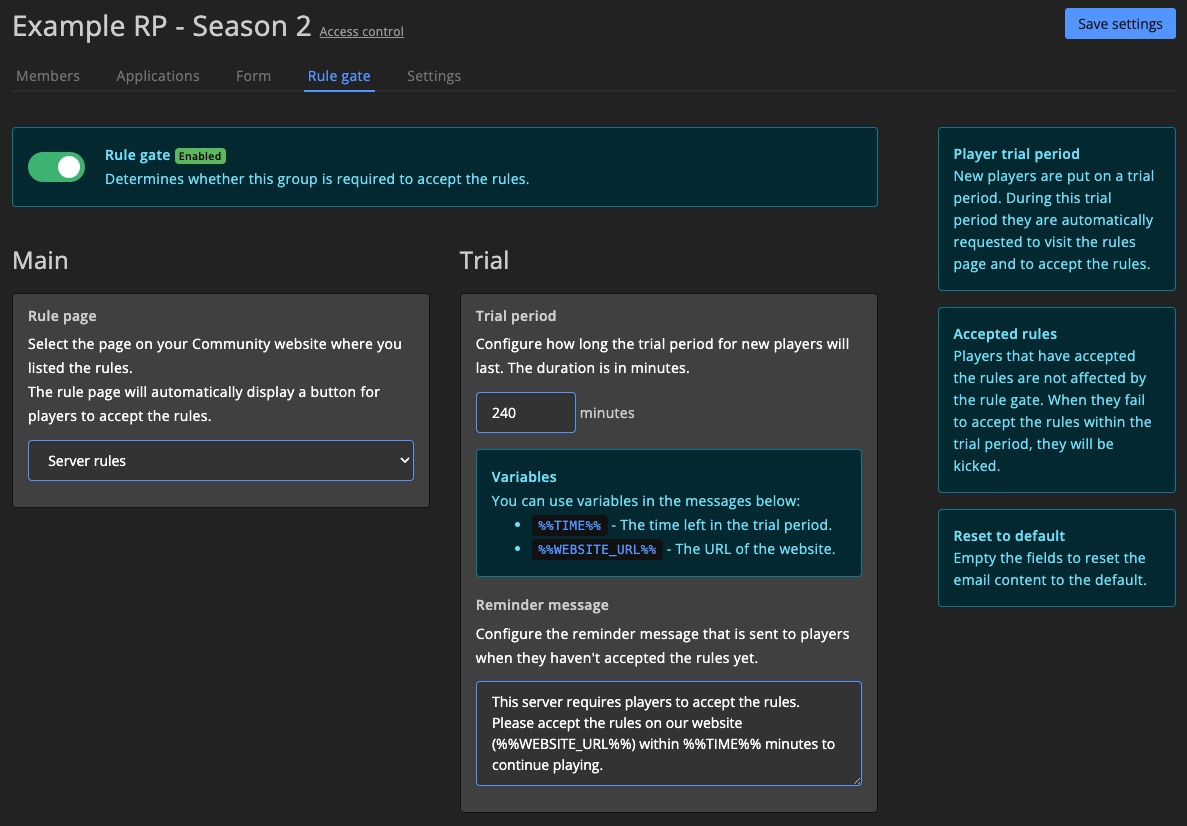 Example RP - Season 2 Access control
Save settings
Members Applications Form Rule gate Settings
Rule gate Enabled
Determines whether this group is required to accept the rules.
Main
Rule page
Select the page on your Community website where you
listed the rules.
The rule page will automatically display a button for
players to accept the rules.
Server rules
Trial
Trial period
Configure how long the trial period for new players will
last. The duration is in minutes.
240 minutes
Variables
You can use variables in the messages below:
• %%TIME%% - The time left in the trial period.
• %%WEBSITE_URL%% - The URL of the website.
Reminder message
Configure the reminder message that is sent to players
when they haven't accepted the rules yet.
This server requires players to accept the rules.
Please accept the rules on our website
(%%WEBSITE_URL%%) within %%TIME%% minutes to
continue playing.
Player trial period
New players are put on a trial
period. During this trial
period they are automatically
requested to visit the rules
page and to accept the rules.
Accepted rules
Players that have accepted
the rules are not affected by
the rule gate. When they fail
to accept the rules within the
trial period, they will be
kicked.
Reset to default
Empty the fields to reset the
email content to the default.